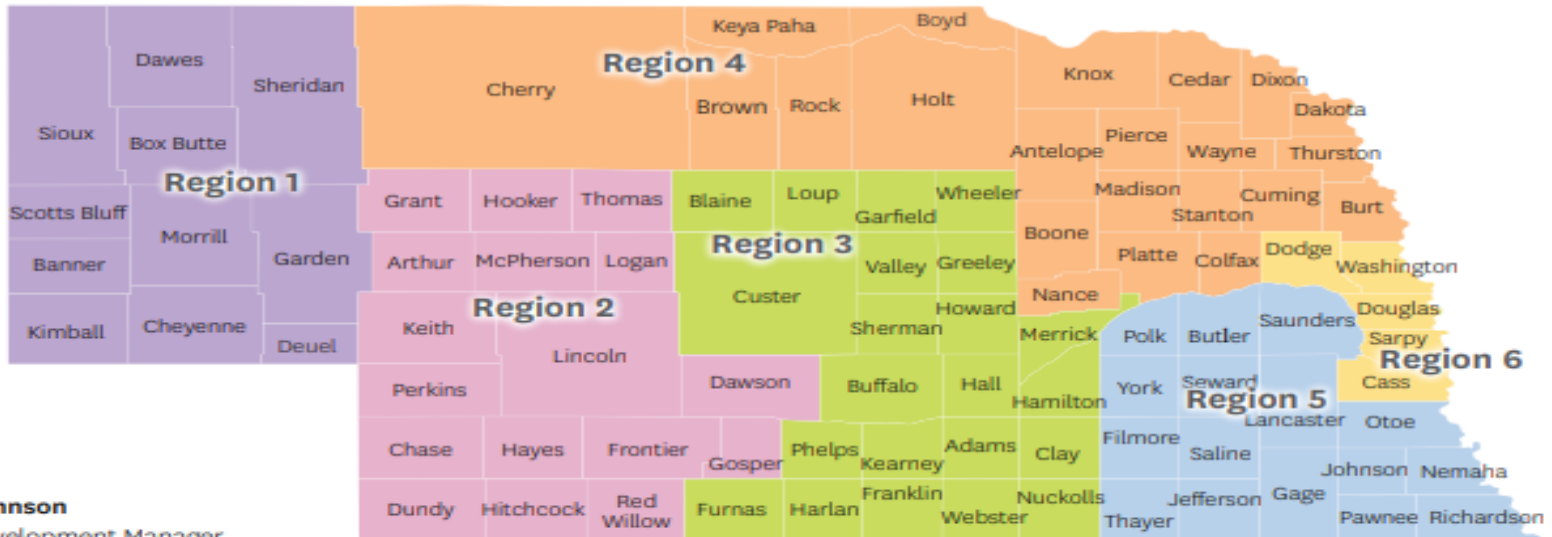 Keya Paha
Boyd
Dawes
Region 4
Knox
Cedar
Dixon
Sheridan
Cherry
Brown
Rock
Holt
Dakota
Sioux
Box Butte
Pierce
Antelope
Wayne
Thurston
Region 1
Grant
Hooker
Thomas
Blaine
Loup
Wheeler
Madison
Cuming
Scotts Bluff
Garfield
Stanton
Burt
Morrill
Region 3
Boone
Banner
Garden
Arthur
McPherson
Logan
Valley
Greeley
Platte
Colfax
Dodge
Washington
Custer
Nance
Region 2
Howard
Douglas
Kimball
Cheyenne
Keith
Sherman
Merrick
Polk
Butler
Saunders
Sarpy
Deuel
Lincoln
Region 6
Perkins
Dawson
Buffalo
Hall
Hamilton
York
Seward
Cass
Region 5
Lancaster
Otoe
Chase
Hayes
Frontier
Gosper
Phelps
Kearney
Adams
Clay
Filmore
Saline
Johnson
Nemaha
Dundy
Hitchcock
Red
Willow
Furnas
Harlan
Franklin
Webster
Nuckolls
Thayer
Jefferson
Gage
Pawnee
Richardson
nnson
velopment Manager